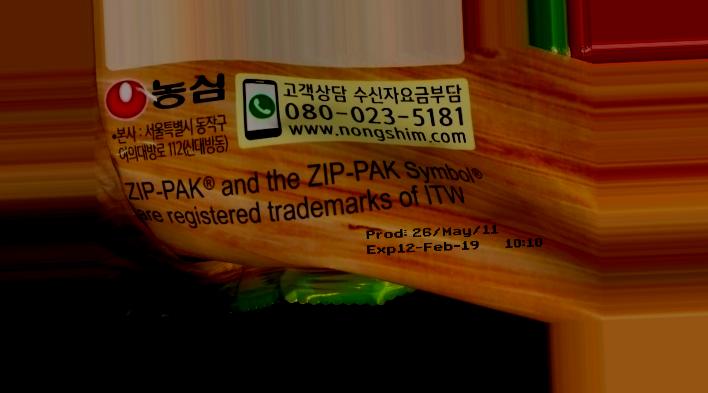 농심
고객상담 수신자요금부담
080-023-5181
www.nongshim.com
•본사 : 서울특별시 동작구
여의대방로 112(신대방동)
ZIP-PAK® and the ZIP-PAK Symbol®
are registered trademarks of ITW
Prod: 26/May/11
Exp12-Feb-19 10:18